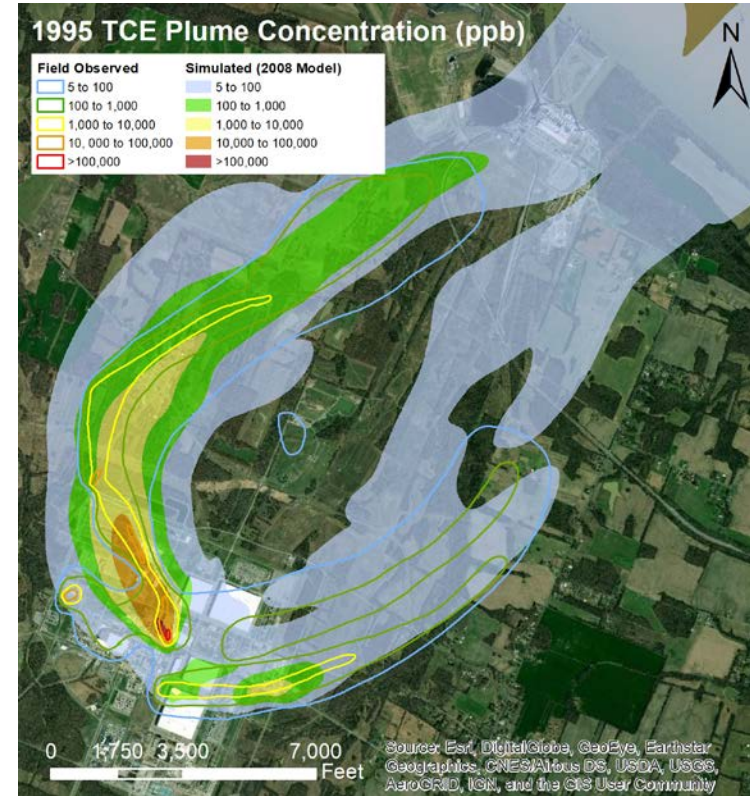 1995 TCE Plume Concentration (ppb)
N
Field Observed
Simulated (2008 Model)
5 to 100
5 to 100
100 to 1,000
100 to 1,000
1,000 to 10,000
1,000 to 10,000
10, 000 to 100,000
10,000 to 100,000
>100,000
>100,000
0 1,750 3,500 7,000
Feet
Source: Esri, DigitalGlobe, GeoEye, Earthstar
Geographics, CNES/Airbus DS, USDA, USGS,
AeroGRID, IGN, and the GIS User Community